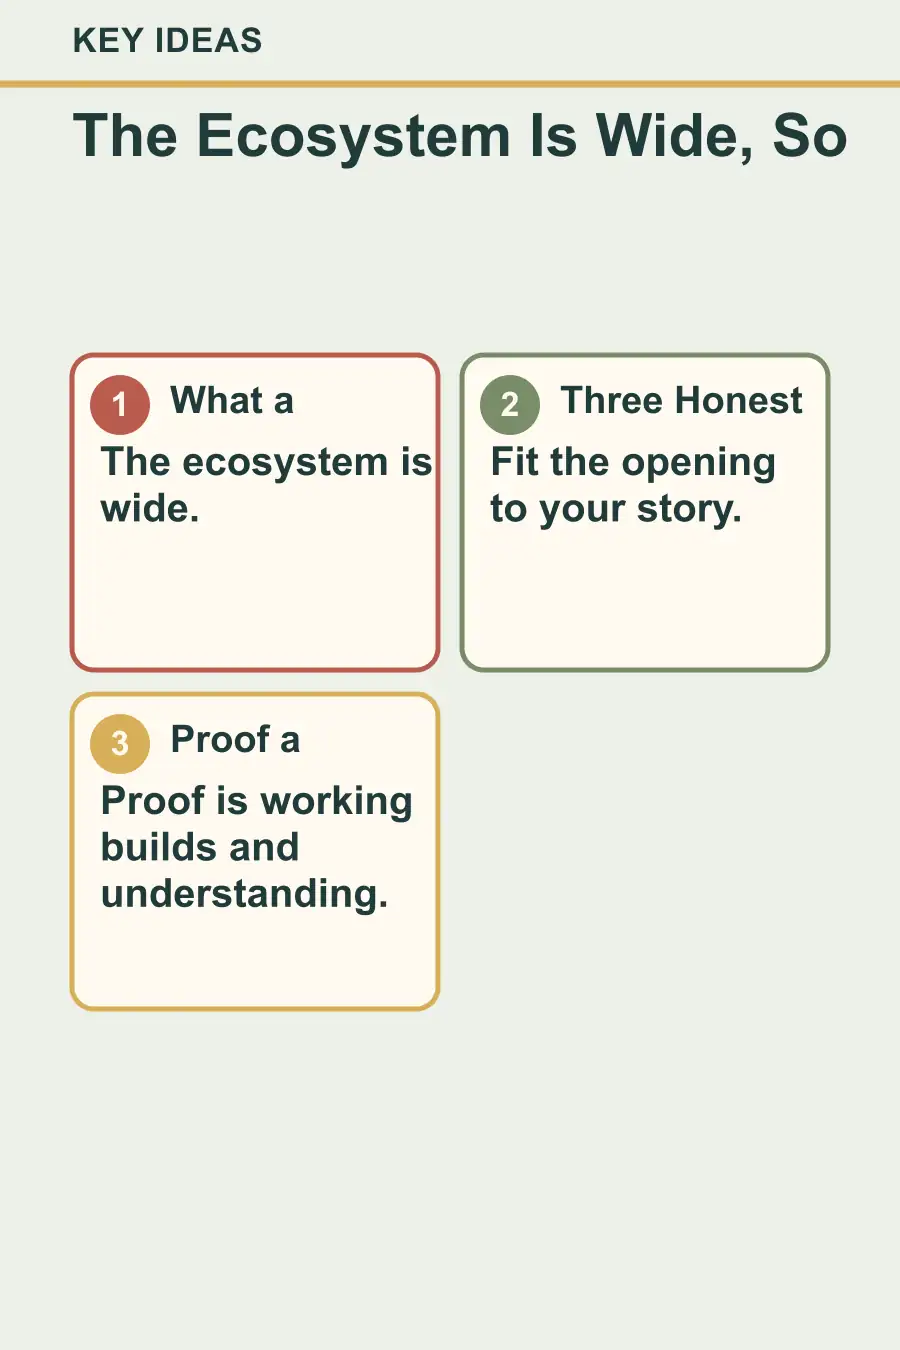 KEY IDEAS
The Ecosystem Is Wide, So
1 What a
The ecosystem is
wide.
2 Three Honest
Fit the opening
to your story.
3 Proof a
Proof is working
builds and
understanding.